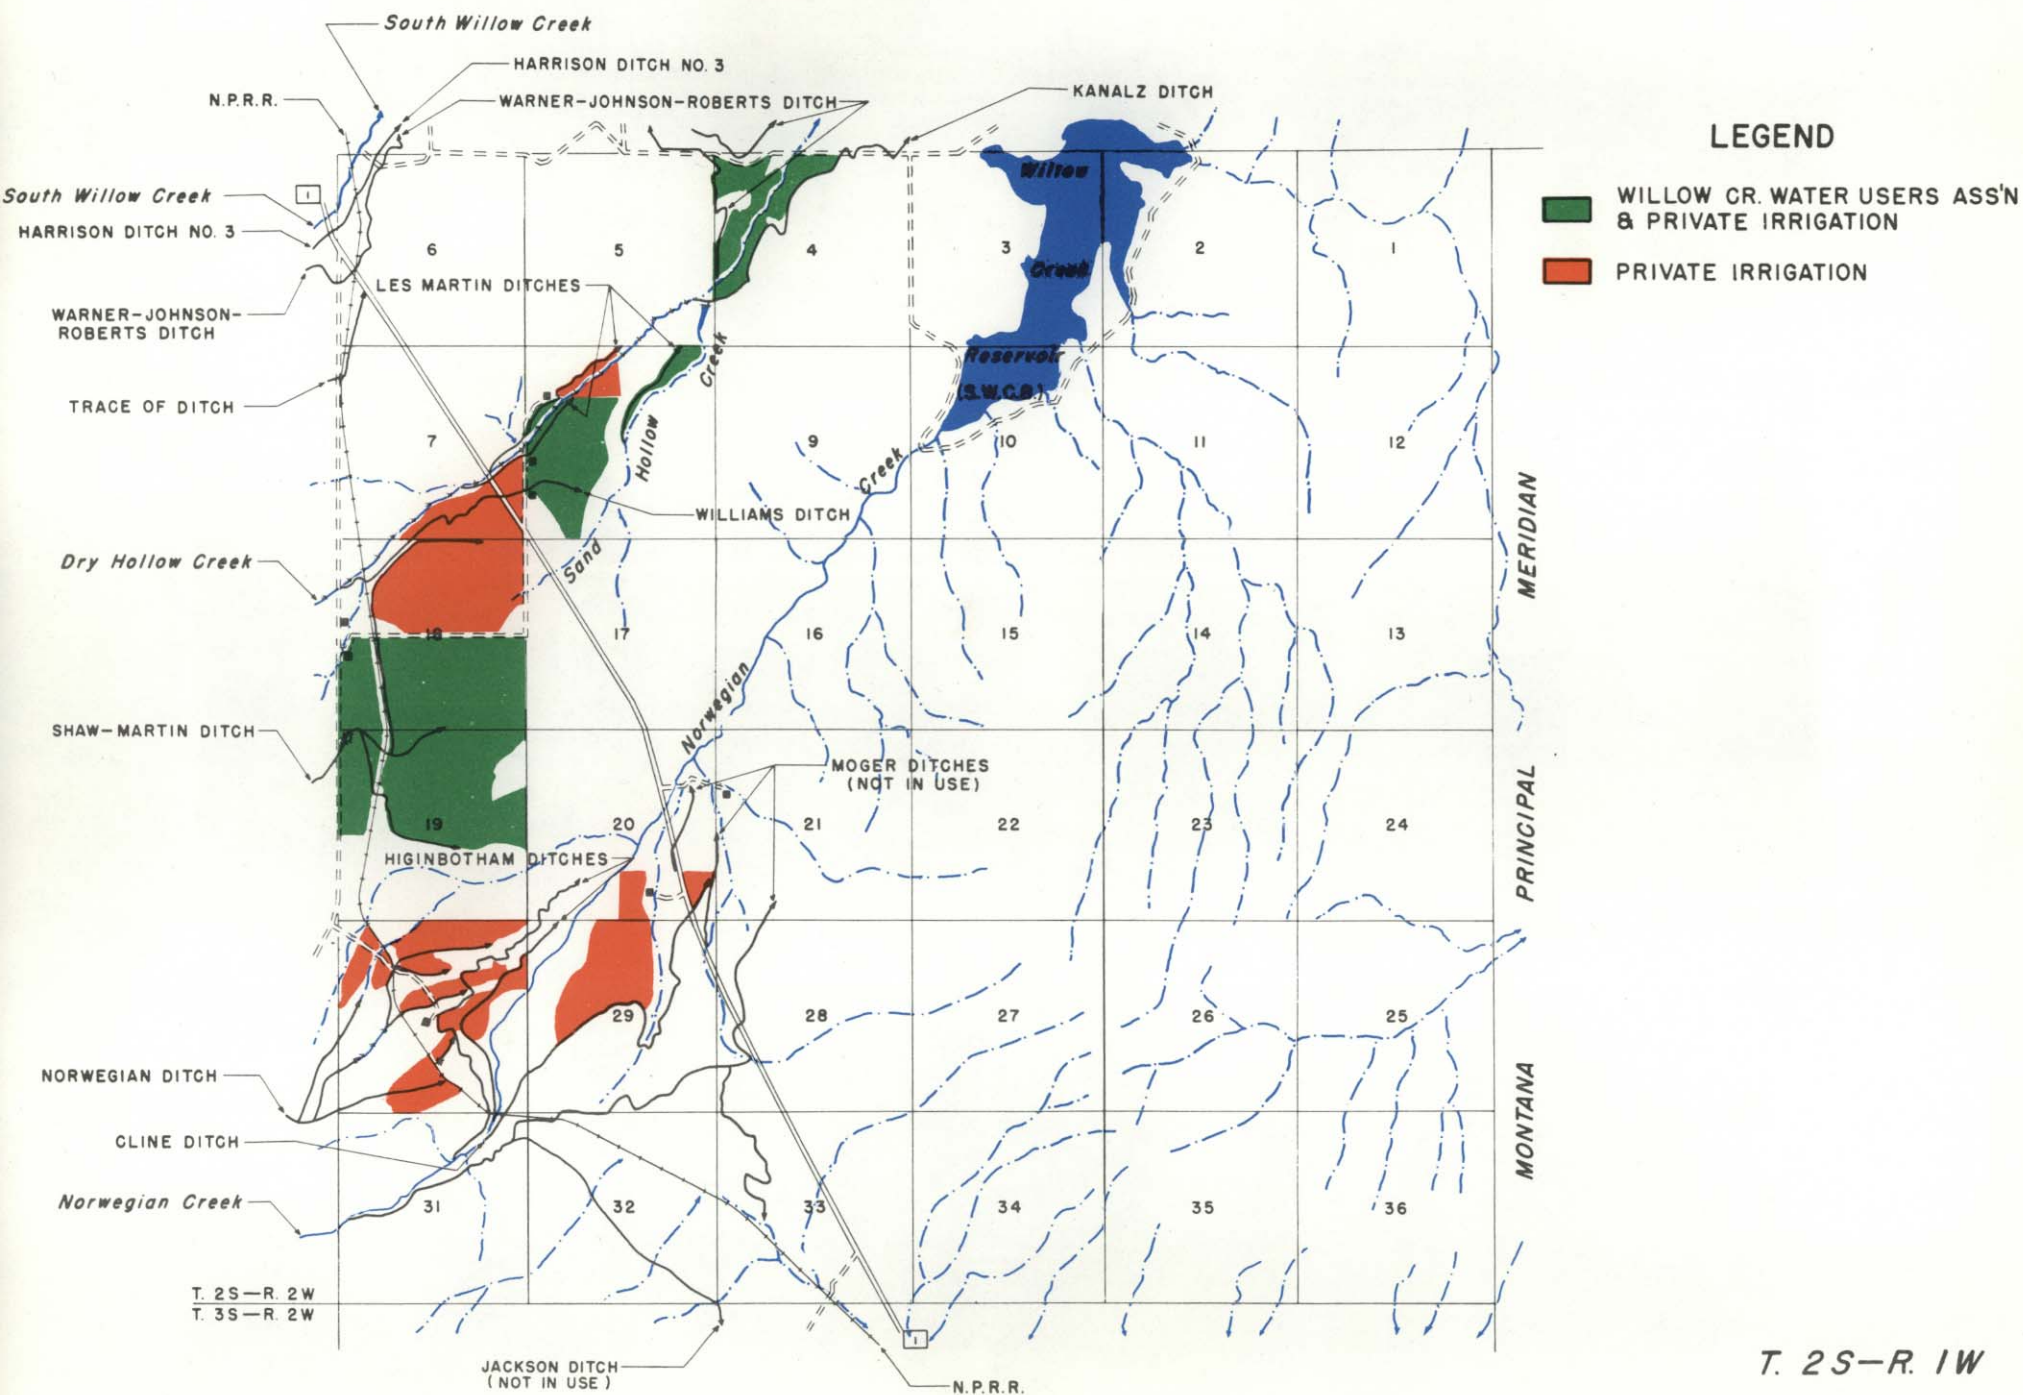 South Willow Creek
HARRISON DITCH NO. 3
N.P.R.R.
WARNER-JOHNSON-ROBERTS DITCH
KANALZ DITCH
LEGEND
WILLOW CR. WATER USERS ASS'N
& PRIVATE IRRIGATION
PRIVATE IRRIGATION
South Willow Creek
1
HARRISON DITCH NO. 3
WARNER-JOHNSON-
ROBERTS DITCH
TRACE OF DITCH
6
5
4
3
2
1
LES MARTIN DITCHES
Willow
Creek
Reservoir
(S.W.C.B.)
7
9
10
11
12
Sand
Hollow
Creek
WILLIAMS DITCH
Dry Hollow Creek
18
17
16
15
14
13
Norwegian
Creek
SHAW-MARTIN DITCH
MOGER DITCHES
(NOT IN USE)
19
20
21
22
23
24
HIGINBOTHAM DITCHES
29
28
27
26
25
NORWEGIAN DITCH
CLINE DITCH
Norwegian Creek
31
32
33
34
35
36
T. 2S-R. 2W
T. 3S-R. 2W
JACKSON DITCH
(NOT IN USE)
1
N.P.R.R.
MONTANA
PRINCIPAL
MERIDIAN
T. 2S-R. 1W